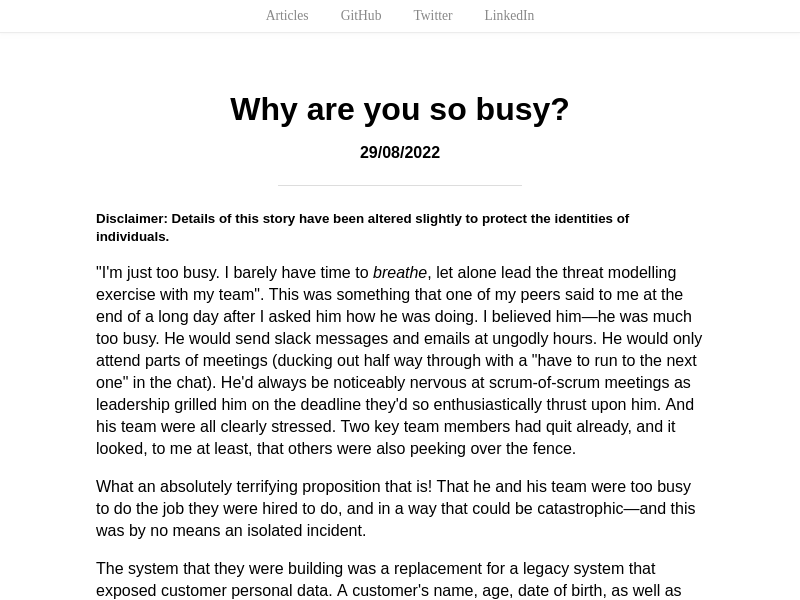 Articles GitHub Twitter LinkedIn
Why are you so busy?
29/08/2022
Disclaimer: Details of this story have been altered slightly to protect the identities of
individuals.
"I'm just too busy. I barely have time to breathe, let alone lead the threat modelling
exercise with my team". This was something that one of my peers said to me at the
end of a long day after I asked him how he was doing. I believed him—he was much
too busy. He would send slack messages and emails at ungodly hours. He would only
attend parts of meetings (ducking out half way through with a "have to run to the next
one" in the chat). He'd always be noticeably nervous at scrum-of-scrum meetings as
leadership grilled him on the deadline they'd so enthusiastically thrust upon him. And
his team were all clearly stressed. Two key team members had quit already, and it
looked, to me at least, that others were also peeking over the fence.
What an absolutely terrifying proposition that is! That he and his team were too busy
to do the job they were hired to do, and in a way that could be catastrophic—and this
was by no means an isolated incident.
The system that they were building was a replacement for a legacy system that
exposed customer personal data. A customer's name, age, date of birth, as well as